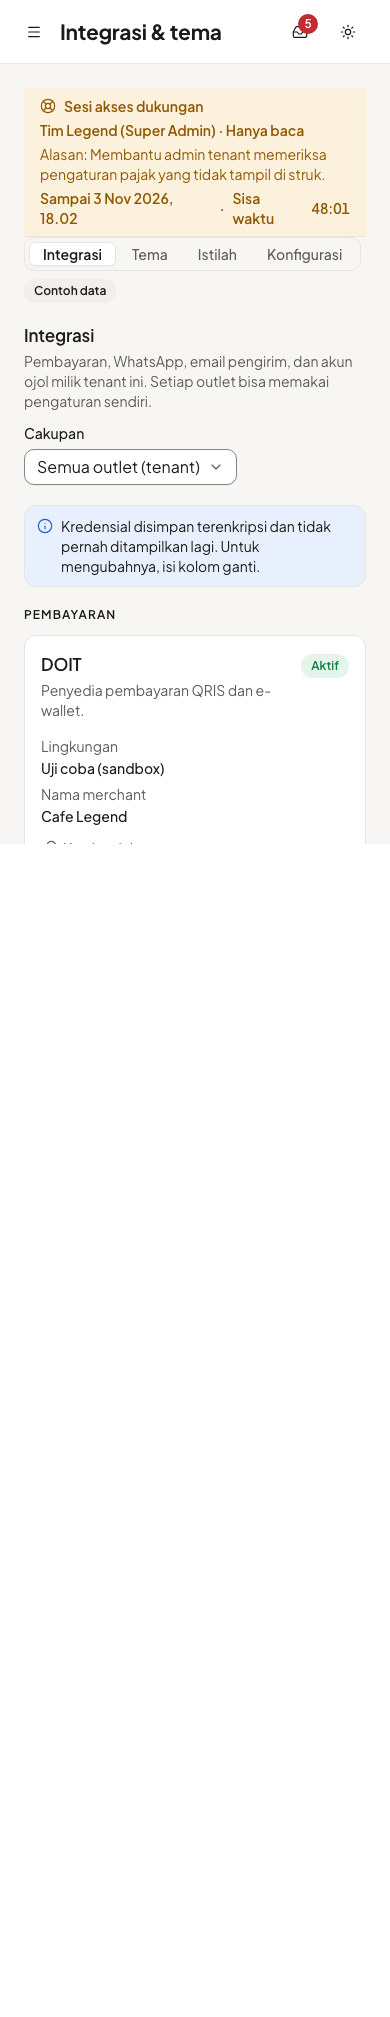 Integrasi & tema
5
Sesi akses dukungan
Tim Legend (Super Admin) · Hanya baca
Alasan: Membantu admin tenant memeriksa
pengaturan pajak yang tidak tampil di struk.
Sampai 3 Nov 2026, 18.02 · Sisa waktu 48:01
Integrasi Tema Istilah Konfigurasi
Contoh data
Integrasi
Pembayaran, WhatsApp, email pengirim, dan akun
ojol milik tenant ini. Setiap outlet bisa memakai
pengaturan sendiri.
Cakupan
Semua outlet (tenant)
Kredensial disimpan terenkripsi dan tidak
pernah ditampilkan lagi. Untuk
mengubahnya, isi kolom ganti.
PEMBAYARAN
DOIT
Aktif
Penyedia pembayaran QRIS dan e-
wallet.
Lingkungan
Uji coba (sandbox)
Nama merchant
Cafe Legend